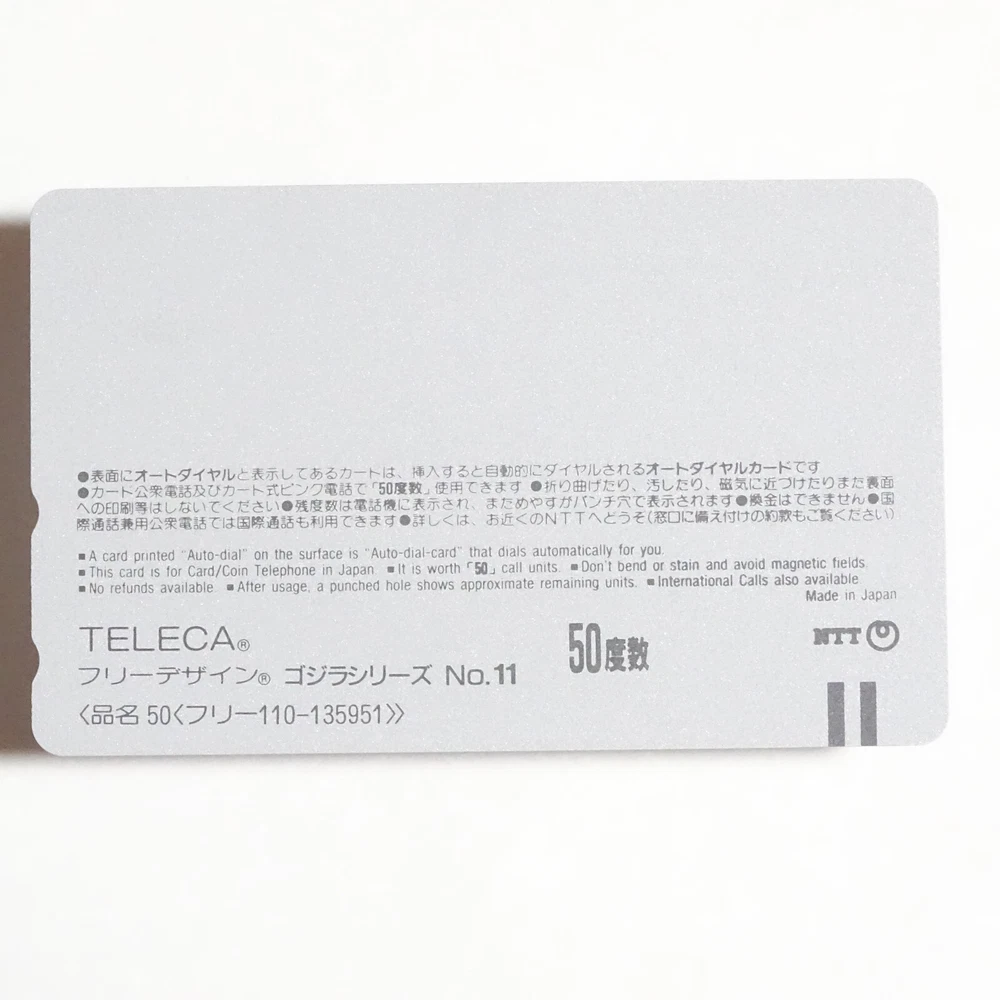 ●表面にオートダイヤルと表示してあるカードは、挿入すると自動的にダイヤルされるオートダイヤルカードです
●カード公衆電話及びカード式ピンク電話で「50度数」使用できます ●折り曲げたり、汚したり、磁気に近づけたりまた裏面
への印刷等はしないでください●残度数は電話機に表示され、まためやすがパンチ穴で表示されます●換金はできません●国
際通話兼用公衆電話では国際通話も利用できます●詳しくは、お近くのNTTへどうぞ(窓口に備え付けの約款もご覧ください)
■A card printed "Auto-dial" on the surface is "Auto-dial-card" that dials automatically for you.
■This card is for Card/Coin Telephone in Japan ■It is worth「50」call units. ■Don't bend or stain and avoid magnetic fields.
■No refunds available ■After usage, a punched hole shows approximate remaining units. ■International Calls also available
Made in Japan
TELECA® 50度数 NTT
フリーデザイン® ゴジラシリーズ No.11
〈品名 50〈フリー110-135951〉〉